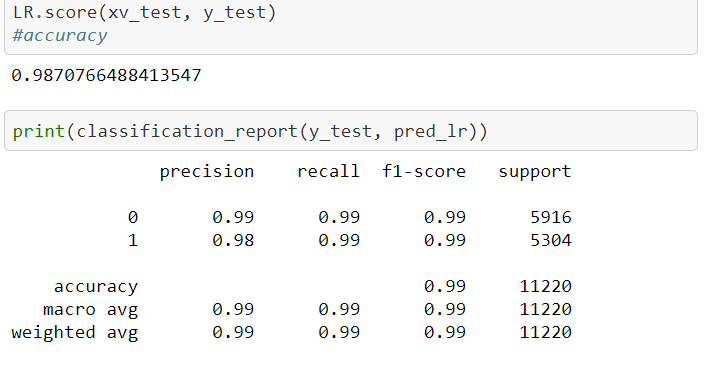 LR.score(xv_test, y_test)
#accuracy
0.9870766488413547
print(classification_report(y_test, pred_lr))
precision recall f1-score support
0 0.99 0.99 0.99 5916
1 0.98 0.99 0.99 5304
accuracy 0.99 11220
macro avg 0.99 0.99 0.99 11220
weighted avg 0.99 0.99 0.99 11220